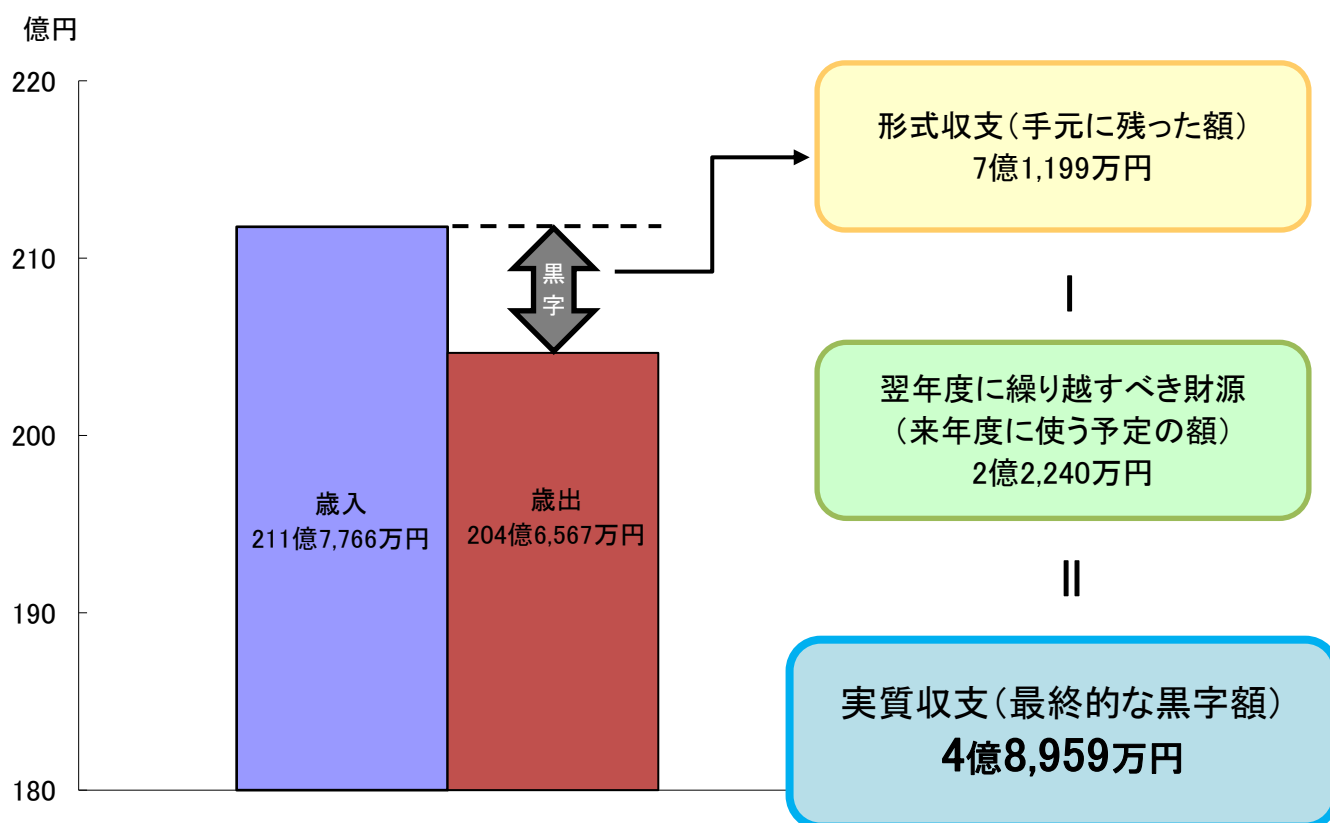 億円
220
210
200
190
180
歳入
211億7,766万円
歳出
204億6,567万円
黒
字
形式収支(手元に残った額)
7億1,199万円
翌年度に繰り越すべき財源
(来年度に使う予定の額)
2億2,240万円
実質収支(最終的な黒字額)
4億8,959万円